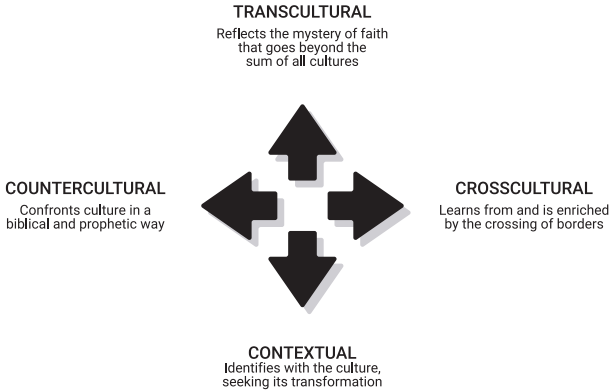 TRANSCULTURAL
Reflects the mystery of faith
that goes beyond the
sum of all cultures
COUNTERCULTURAL
Confronts culture in a
biblical and prophetic way
CROSSCULTURAL
Learns from and is enriched
by the crossing of borders
CONTEXTUAL
Identifies with the culture,
seeking its transformation